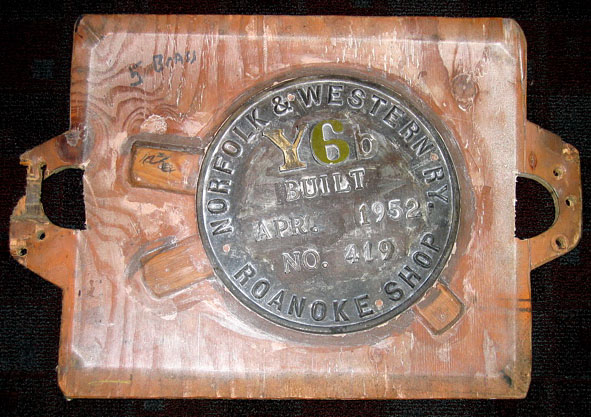 5 BRASS
NORFOLK & WESTERN RY.
Y6b
BUILT
APR. 1952
NO. 419
ROANOKE SHOP